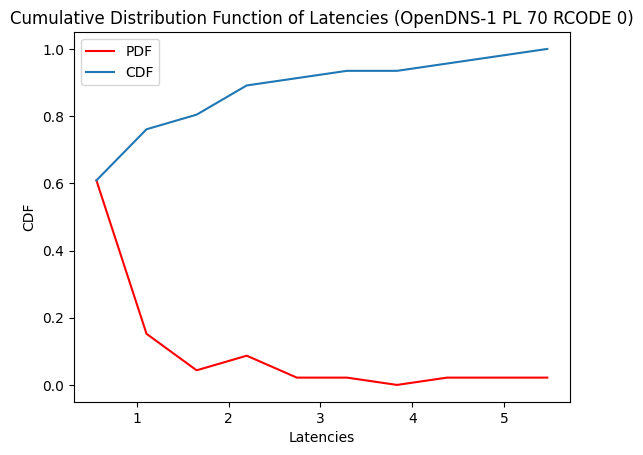 Cumulative Distribution Function of Latencies (OpenDNS-1 PL 70 RCODE 0)
PDF
CDF
1.0
0.8
0.6
0.4
0.2
0.0
CDF
1
2
3
4
5
Latencies